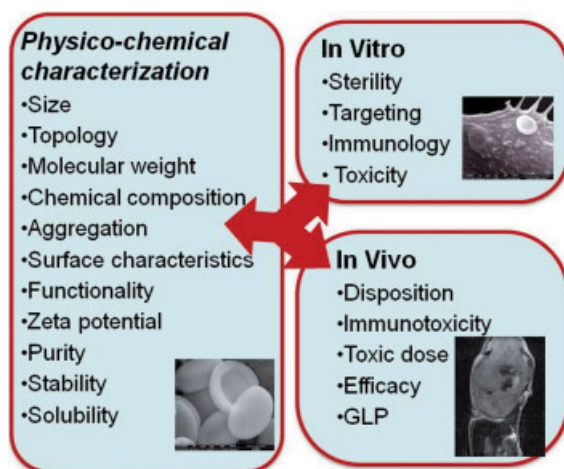 Physico-chemical
characterization
•Size
•Topology
•Molecular weight
•Chemical composition
•Aggregation
•Surface characteristics
•Functionality
•Zeta potential
•Purity
•Stability
•Solubility
In Vitro
•Sterility
•Targeting
•Immunology
•Toxicity
In Vivo
•Disposition
•Immunotoxicity
•Toxic dose
•Efficacy
•GLP